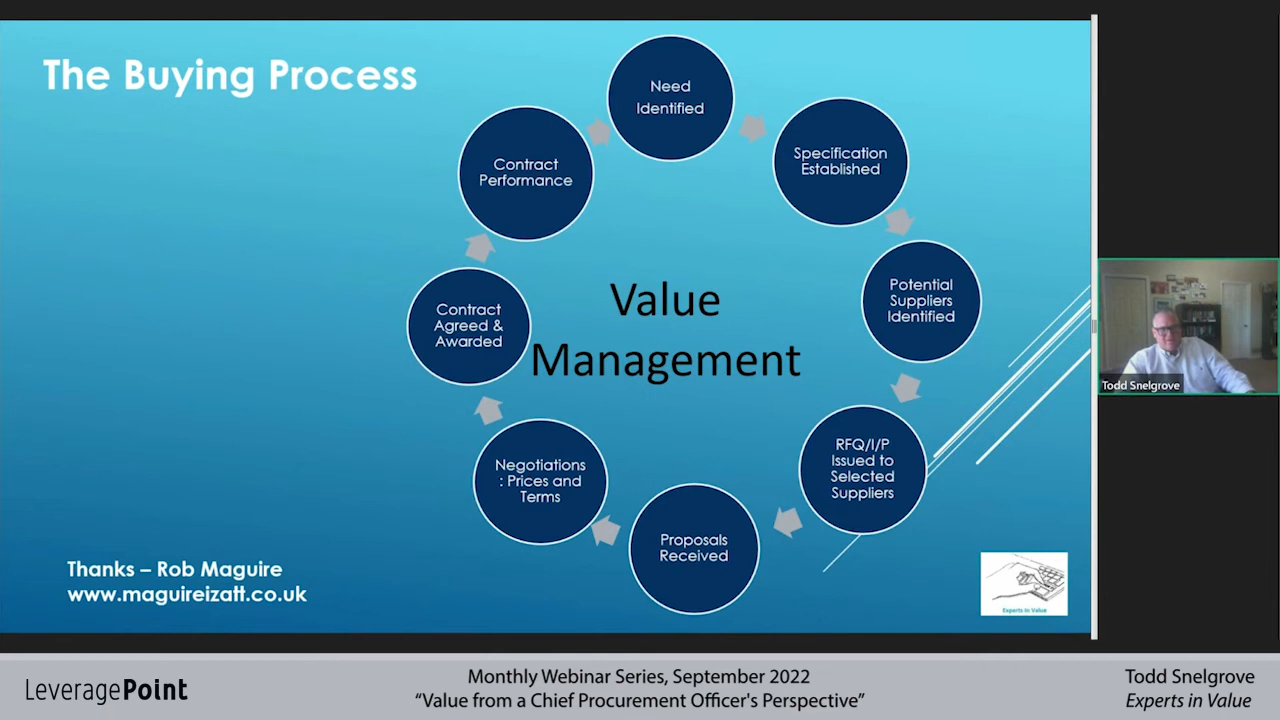 The Buying Process
Need
Identified
Specification
Established
Potential
Suppliers
Identified
RFQ/I/P
Issued to
Selected
Suppliers
Proposals
Received
Negotiations
: Prices and
Terms
Contract
Agreed &
Awarded
Contract
Performance
Value
Management
Thanks – Rob Maguire
www.maguireizatt.co.uk
Experts in Value
Todd Snelgrove
LeveragePoint
Monthly Webinar Series, September 2022
“Value from a Chief Procurement Officer's Perspective”
Todd Snelgrove
Experts in Value